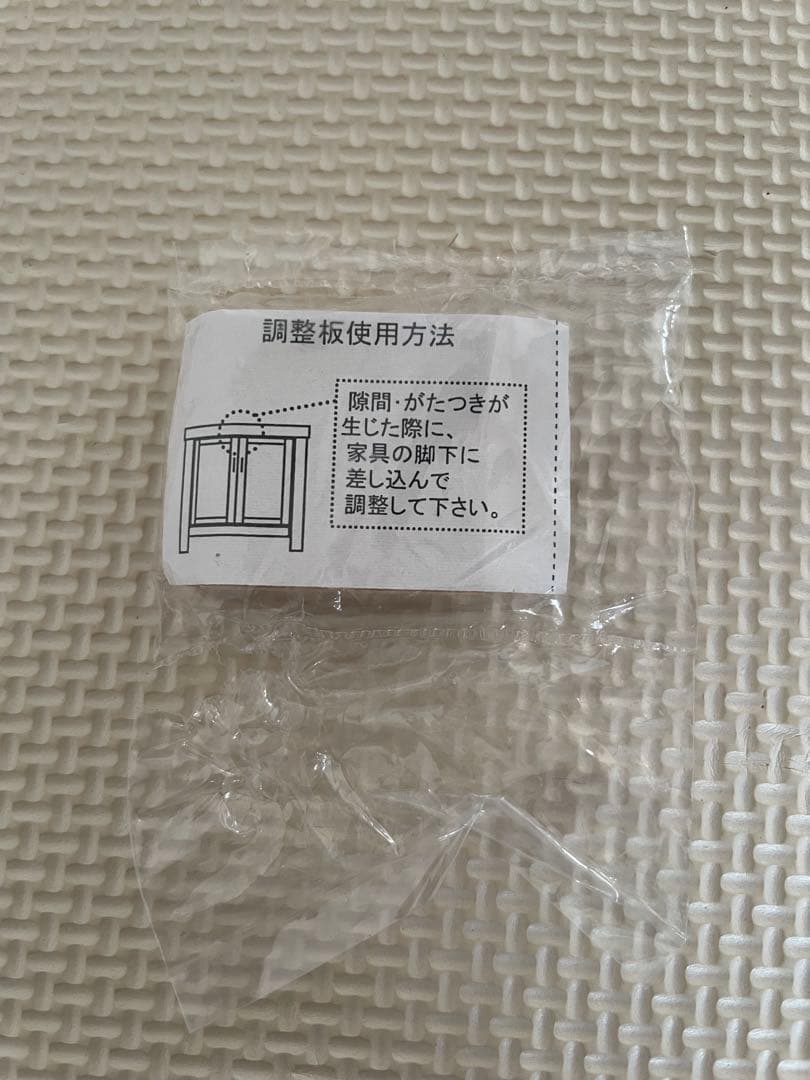 調整板使用方法
隙間・がたつきが
生じた際に、
家具の脚下に
差し込んで
調整して下さい。